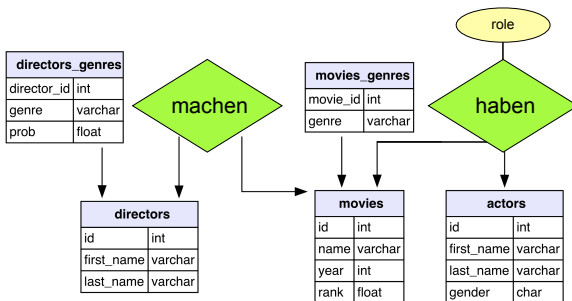 role
directors_genres
director_id int
genre varchar
prob float
machen
movies_genres
movie_id int
genre varchar
haben
directors
id int
first_name varchar
last_name varchar
movies
id int
name varchar
year int
rank float
actors
id int
first_name varchar
last_name varchar
gender char